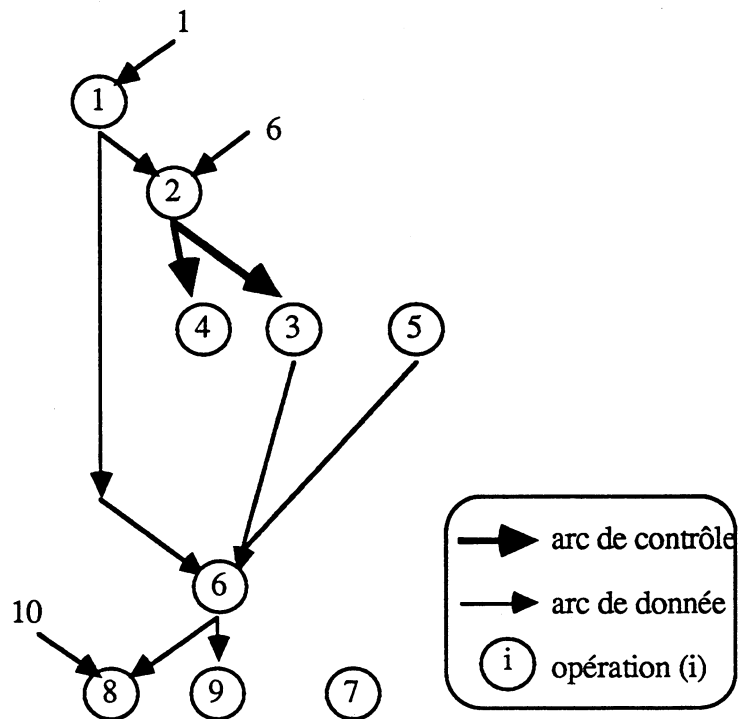 1
1
6
2
4 3 5
6
10
8 9 7
arc de contrôle
arc de donnée
i opération (i)